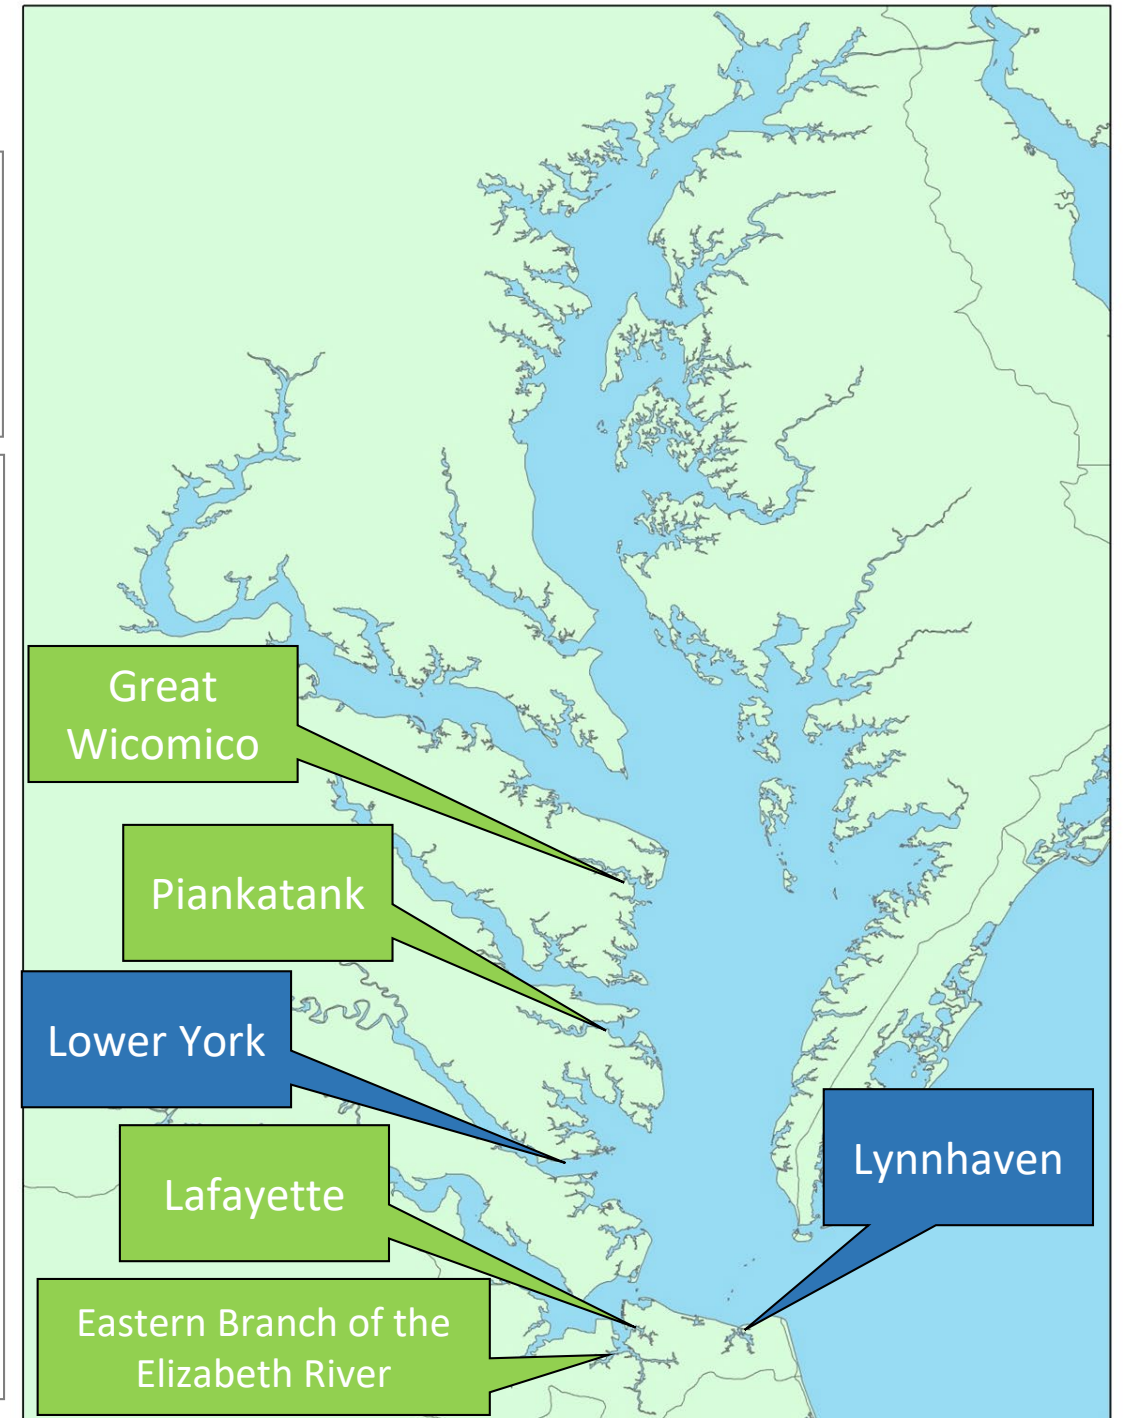 Great
Wicomico
Piankatank
Lower York
Lafayette
Lynnhaven
Eastern Branch of the
Elizabeth River